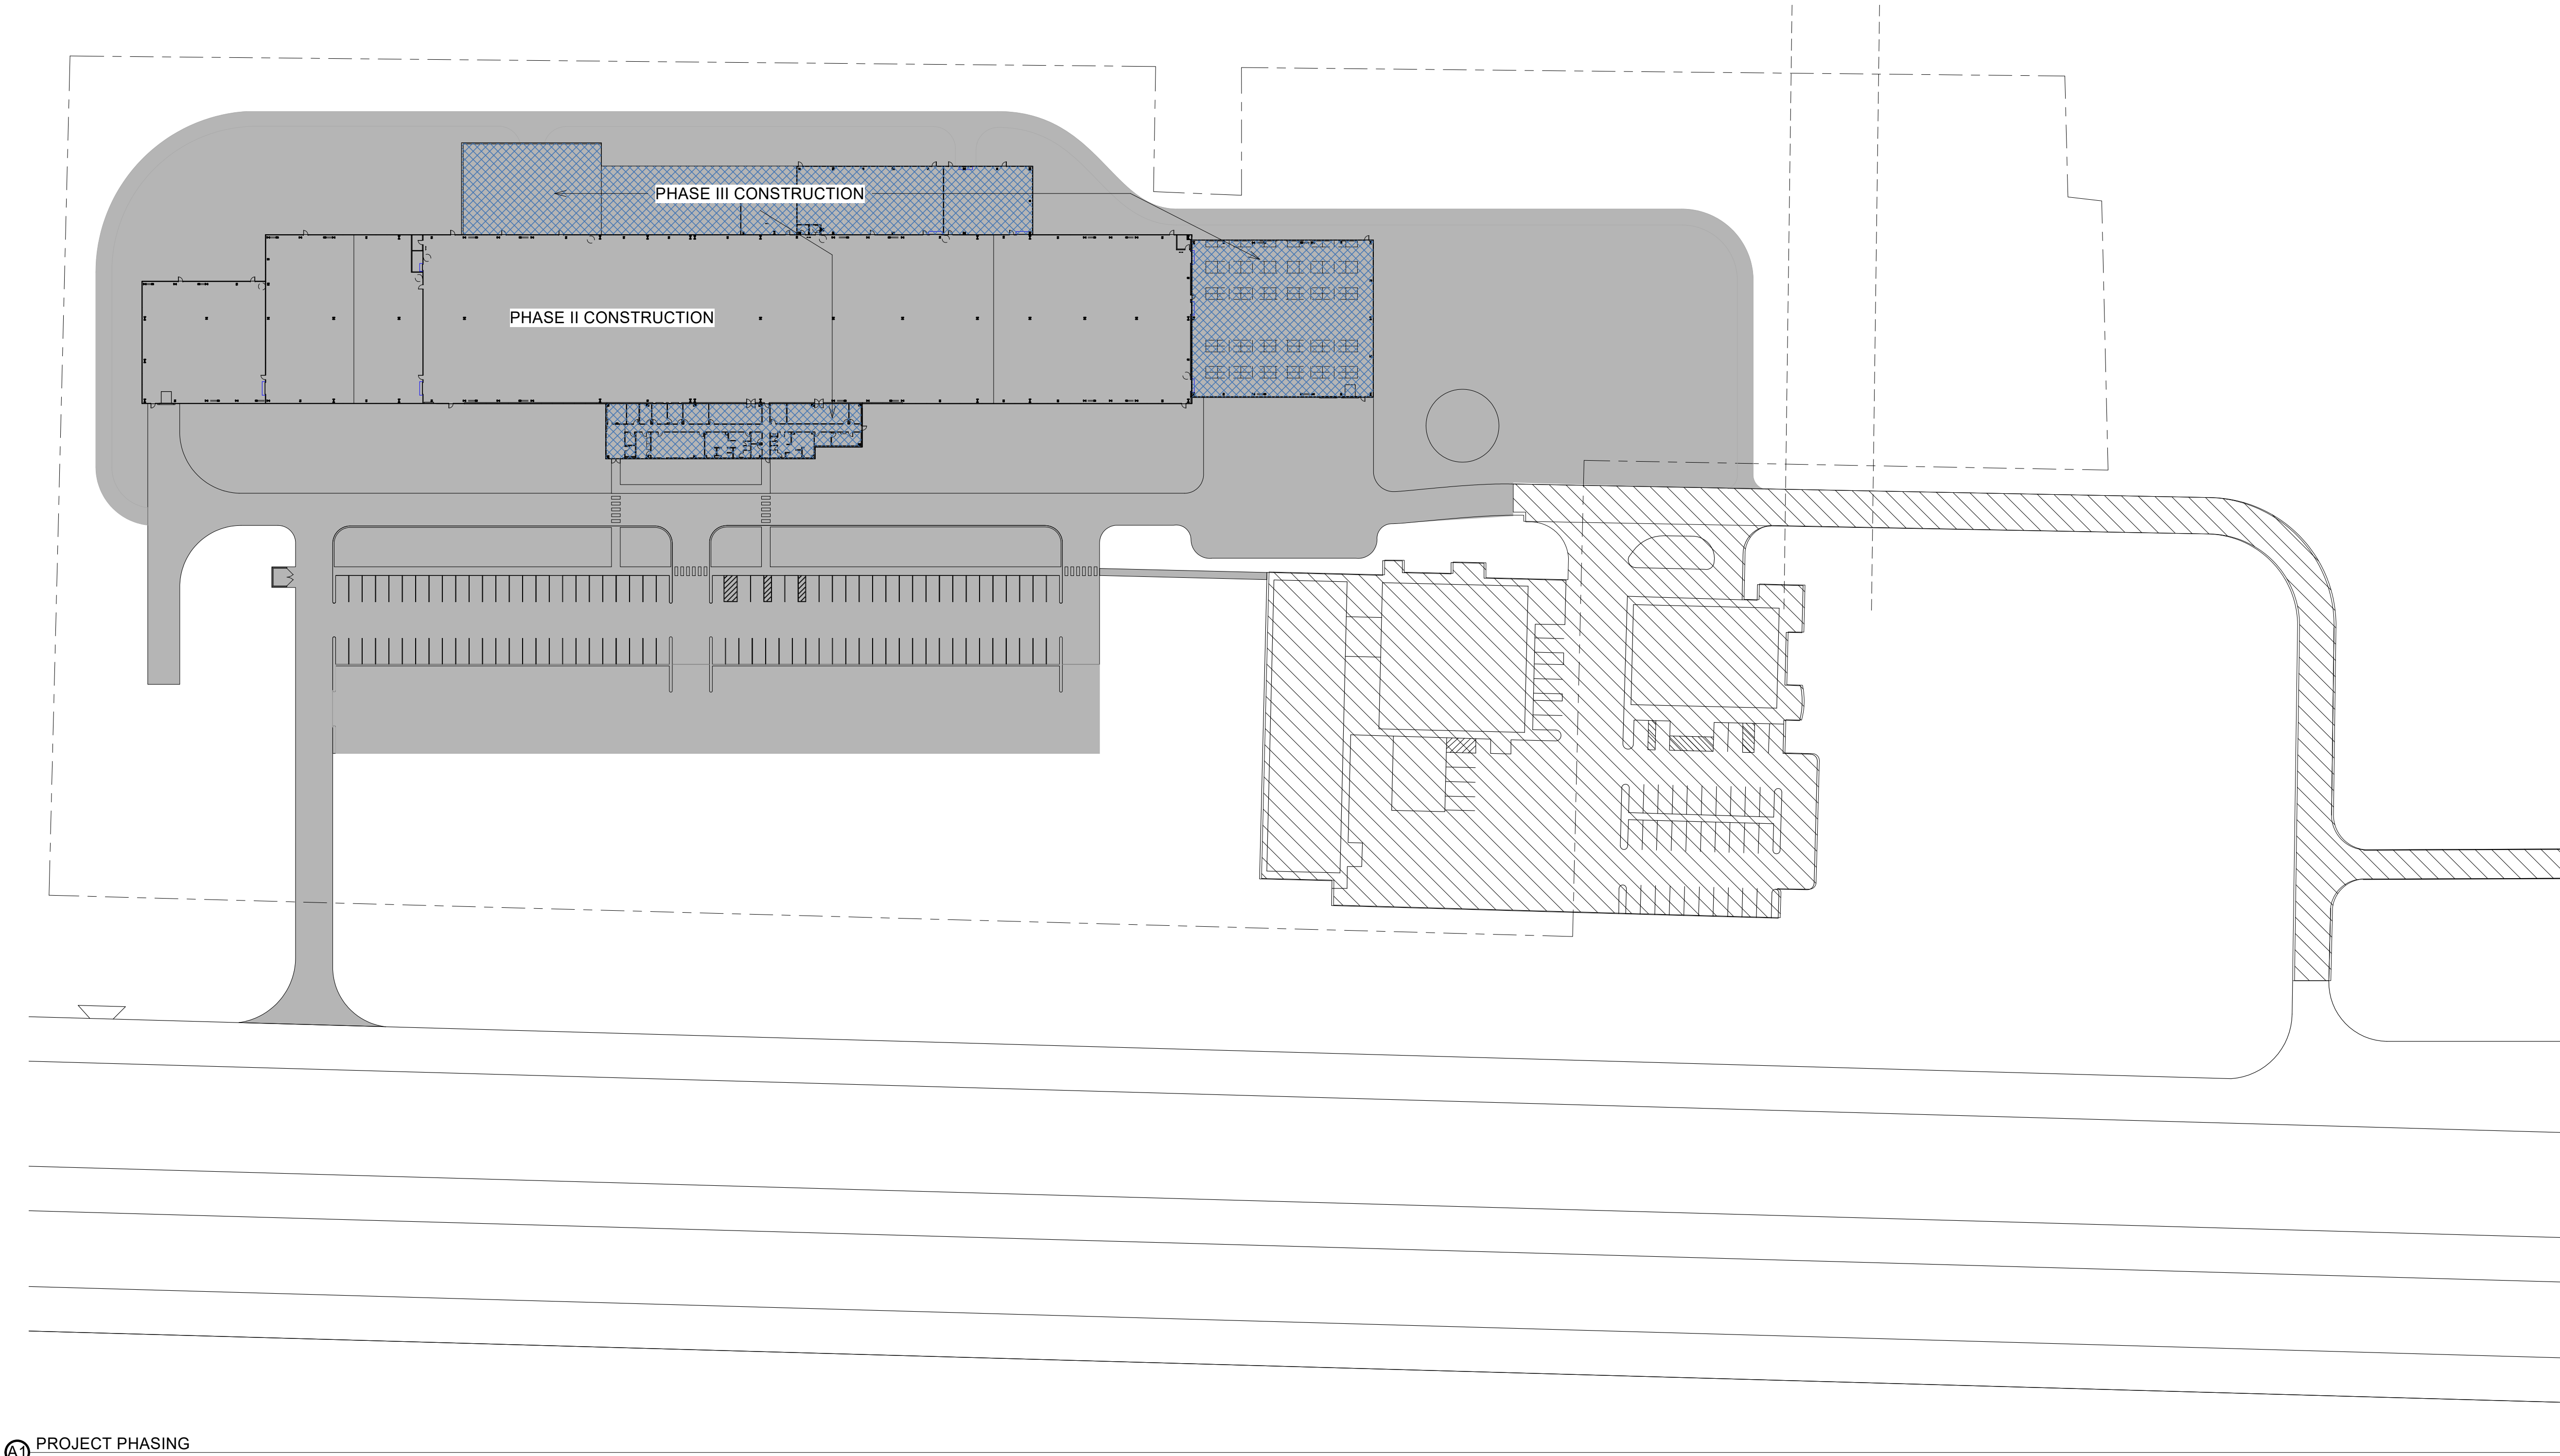 PHASE III CONSTRUCTION
PHASE II CONSTRUCTION
A1
PROJECT PHASING